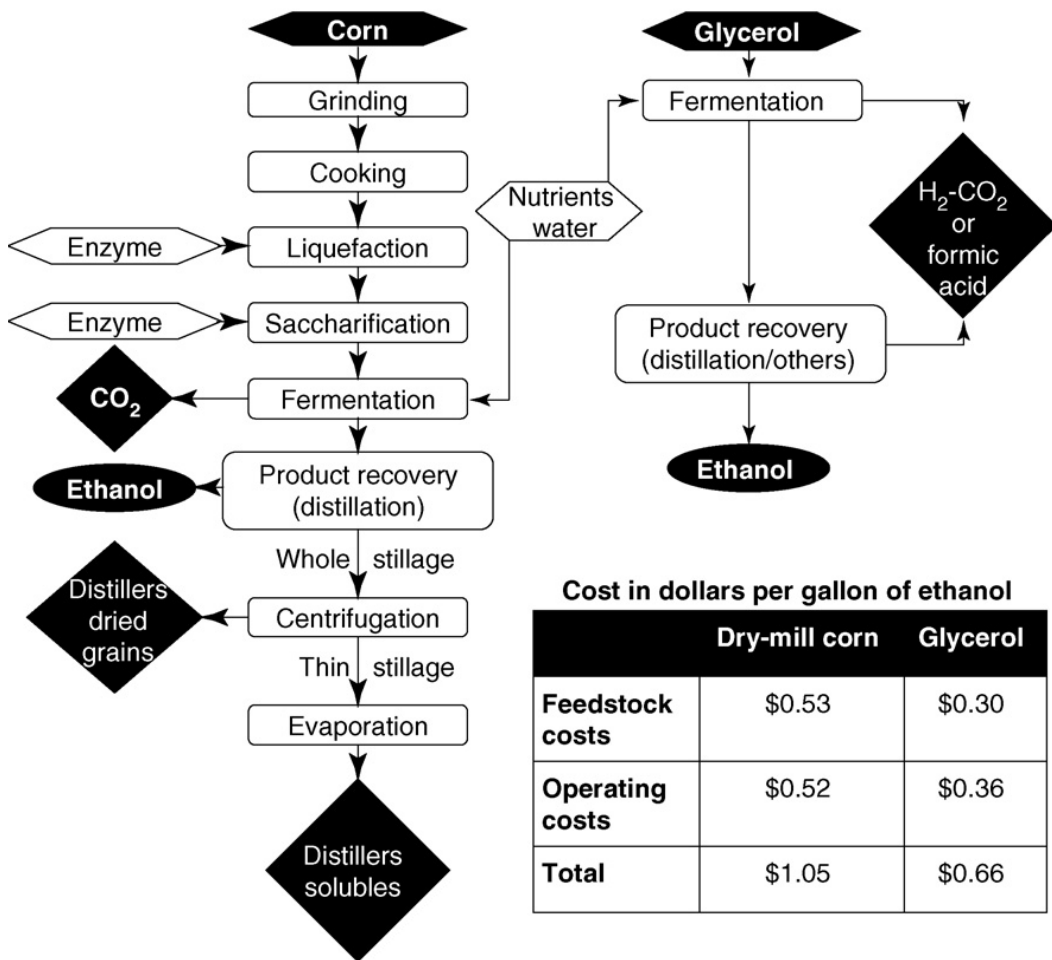 Corn
Grinding
Cooking
Enzyme
Liquefaction
Enzyme
Saccharification
CO₂
Fermentation
Ethanol
Product recovery
(distillation)
Whole stillage
Distillers
dried
grains
Centrifugation
Thin stillage
Evaporation
Distillers
solubles
Glycerol
Fermentation
Nutrients
water
H₂-CO₂
or
formic
acid
Product recovery
(distillation/others)
Ethanol
Cost in dollars per gallon of ethanol
Dry-mill corn Glycerol
Feedstock
costs $0.53 $0.30
Operating
costs $0.52 $0.36
Total $1.05 $0.66